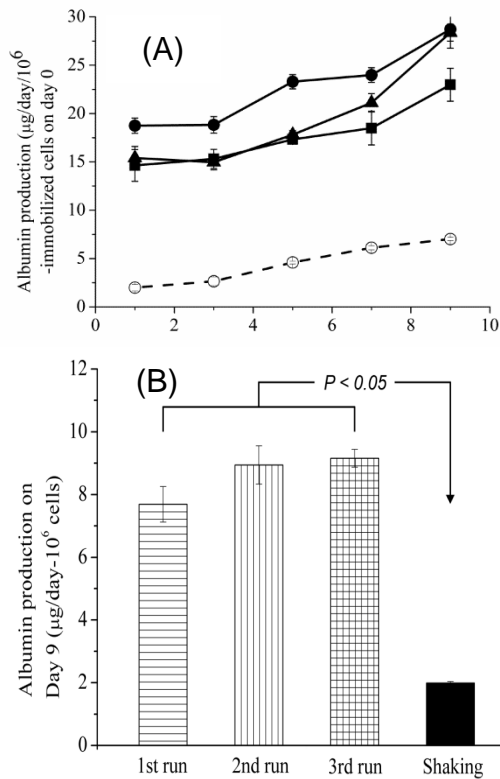 (A)
Albumin production (μg/day/10⁶
-immobilized cells on day 0
30
25
20
15
10
5
0
0 2 4 6 8 10
(B)
P < 0.05
Albumin production on
Day 9 (μg/day-10⁶ cells)
12
10
8
6
4
2
0
1st run 2nd run 3rd run Shaking